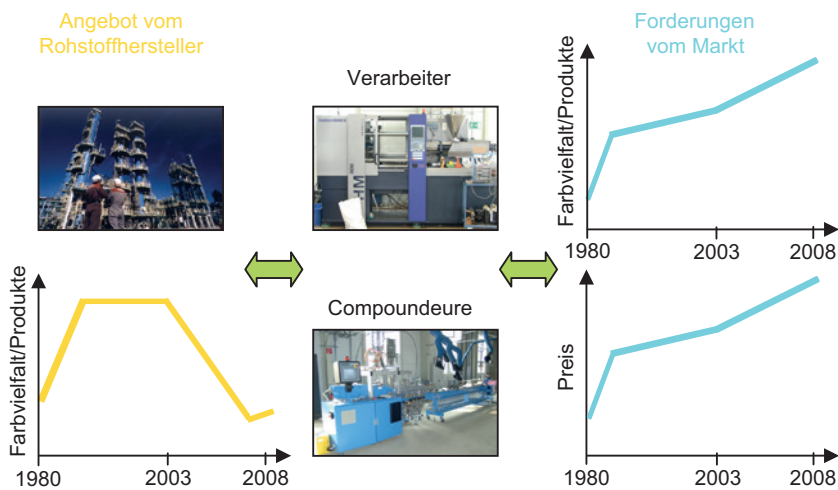 Angebot vom
Rohstoffhersteller
Verarbeiter
Forderungen
vom Markt
Farbvielfalt/Produkte
1980
2003
2008
Compoundeure
Farbvielfalt/Produkte
1980
2003
2008
Preis
1980
2003
2008